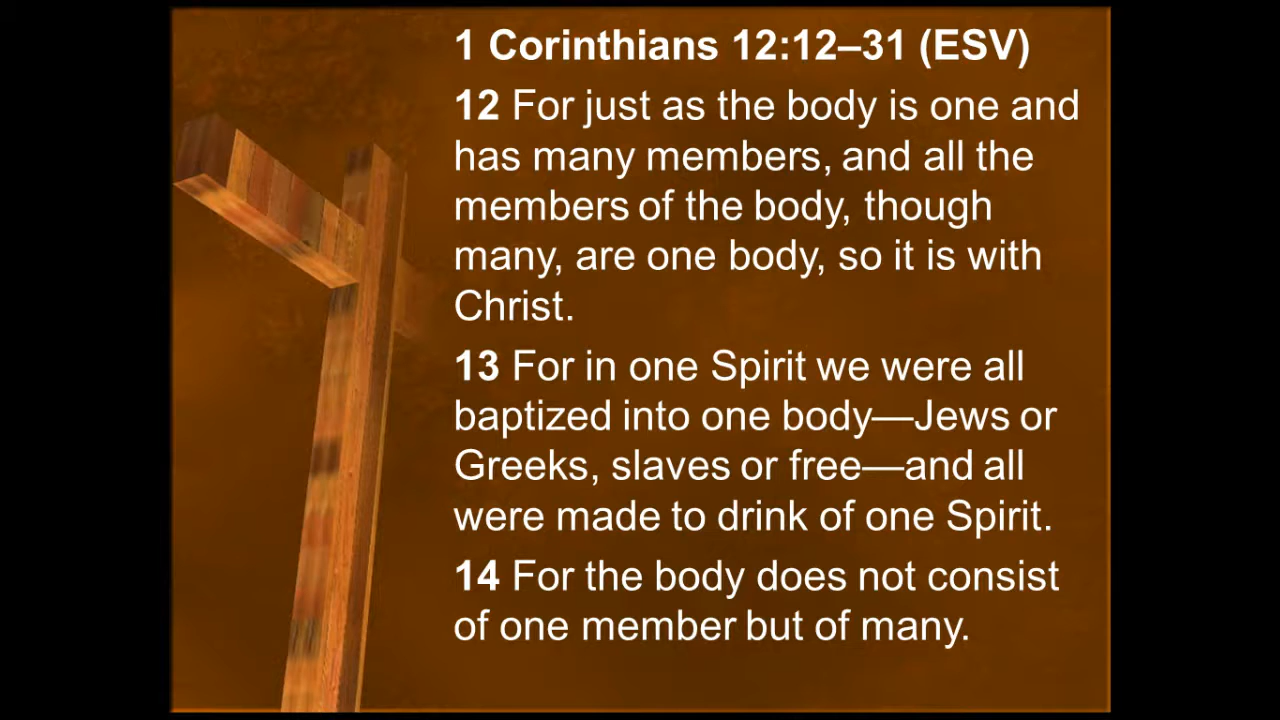 1 Corinthians 12:12–31 (ESV)
12 For just as the body is one and
has many members, and all the
members of the body, though
many, are one body, so it is with
Christ.
13 For in one Spirit we were all
baptized into one body—Jews or
Greeks, slaves or free—and all
were made to drink of one Spirit.
14 For the body does not consist
of one member but of many.